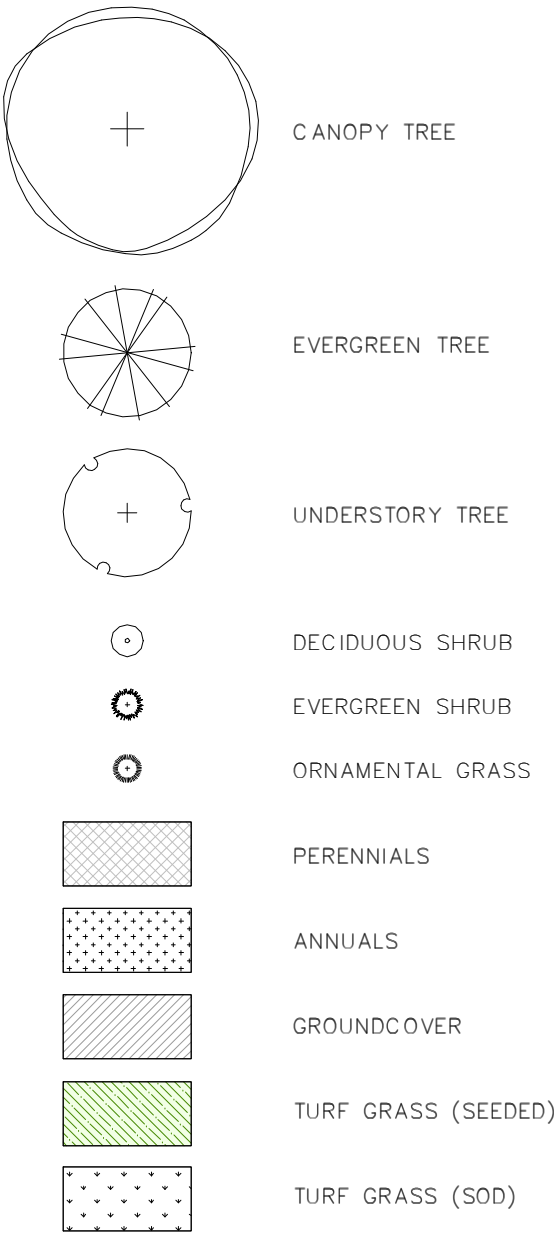 CANOPY TREE
EVERGREEN TREE
UNDERSTORY TREE
DECIDUOUS SHRUB
EVERGREEN SHRUB
ORNAMENTAL GRASS
PERENNIALS
ANNUALS
GROUNDCOVER
TURF GRASS (SEEDED)
TURF GRASS (SOD)